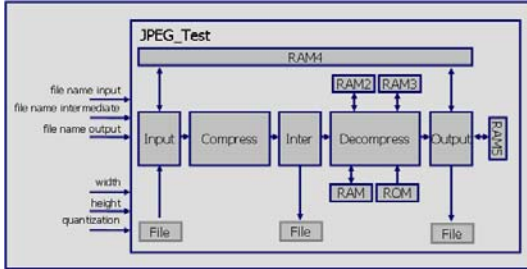 JPEG_Test
RAM4
file name input
file name intermediate
file name output
RAM2
RAM3
Input
Compress
Inter
Decompress
Output
RAM5
RAM
ROM
width
height
quantization
File
File
File